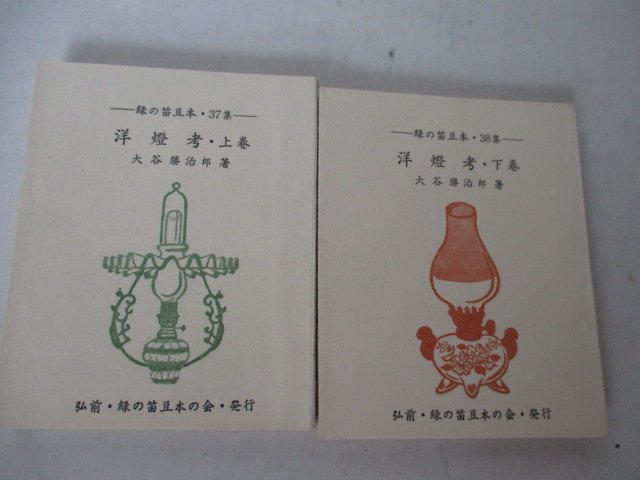 緑の笛豆本・37集
洋燈考・上巻
大谷勝治郎著
弘前・緑の笛豆本の会・発行
緑の笛豆本・38集
洋燈考・下巻
大谷勝治郎著
弘前・緑の笛豆本の会・発行